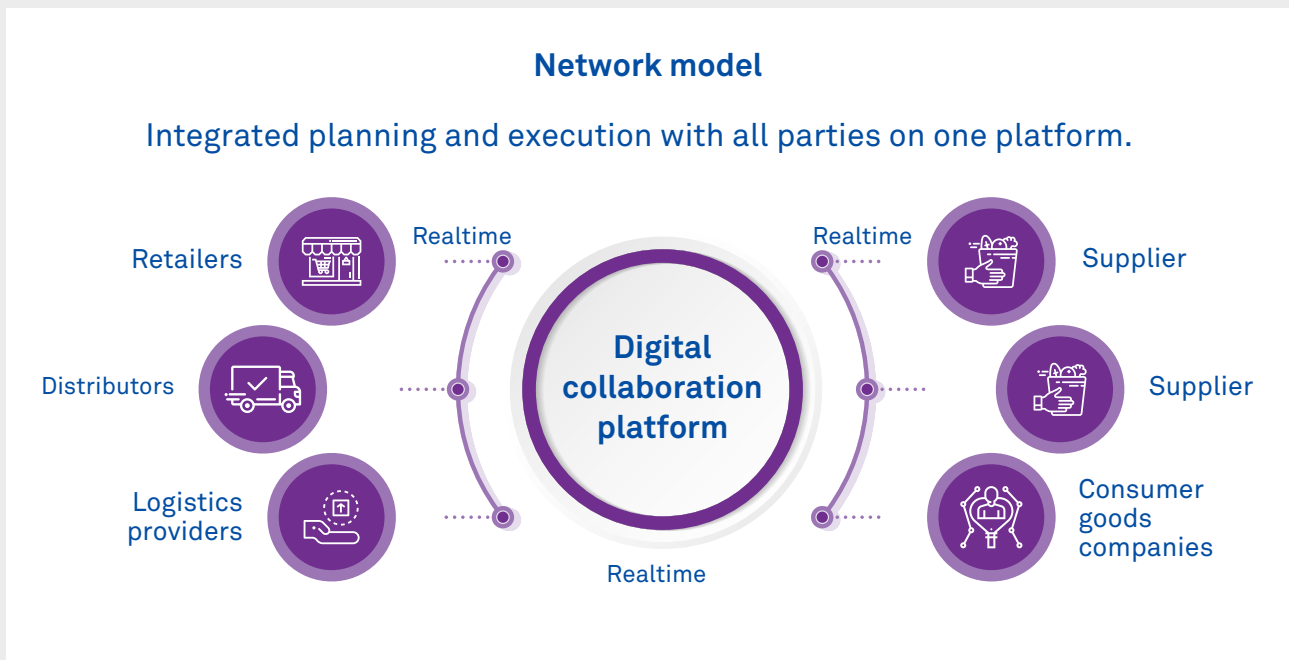 Network model
Integrated planning and execution with all parties on one platform.
Retailers
Realtime
Realtime
Supplier
Distributors
Digital
collaboration
platform
Supplier
Logistics
providers
Consumer
goods
companies
Realtime